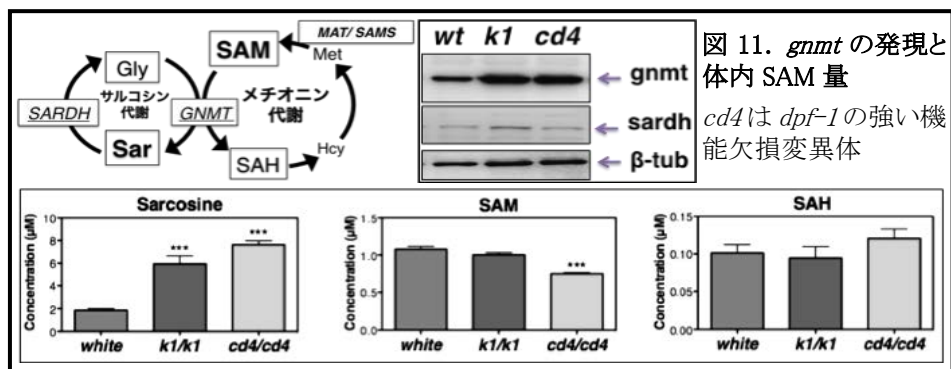 MAT/ SAMS
SAM
Met
Gly
サルコシン
代謝
メチオニン
代謝
SARDH
GNMT
Sar
SAH
Hcy
wt k1 cd4
gnmt
sardh
β-tub
図 11. gnmt の発現と
体内 SAM 量
cd4は dpf-1の強い機
能欠損変異体
Sarcosine
Concentration (μM)
10
8
6
4
2
0
***
***
white k1/k1 cd4/cd4
SAM
Concentration (μM)
1.5
1.0
0.5
0.0
***
white k1/k1 cd4/cd4
SAH
Concentration (μM)
0.15
0.10
0.05
0.00
white k1/k1 cd4/cd4